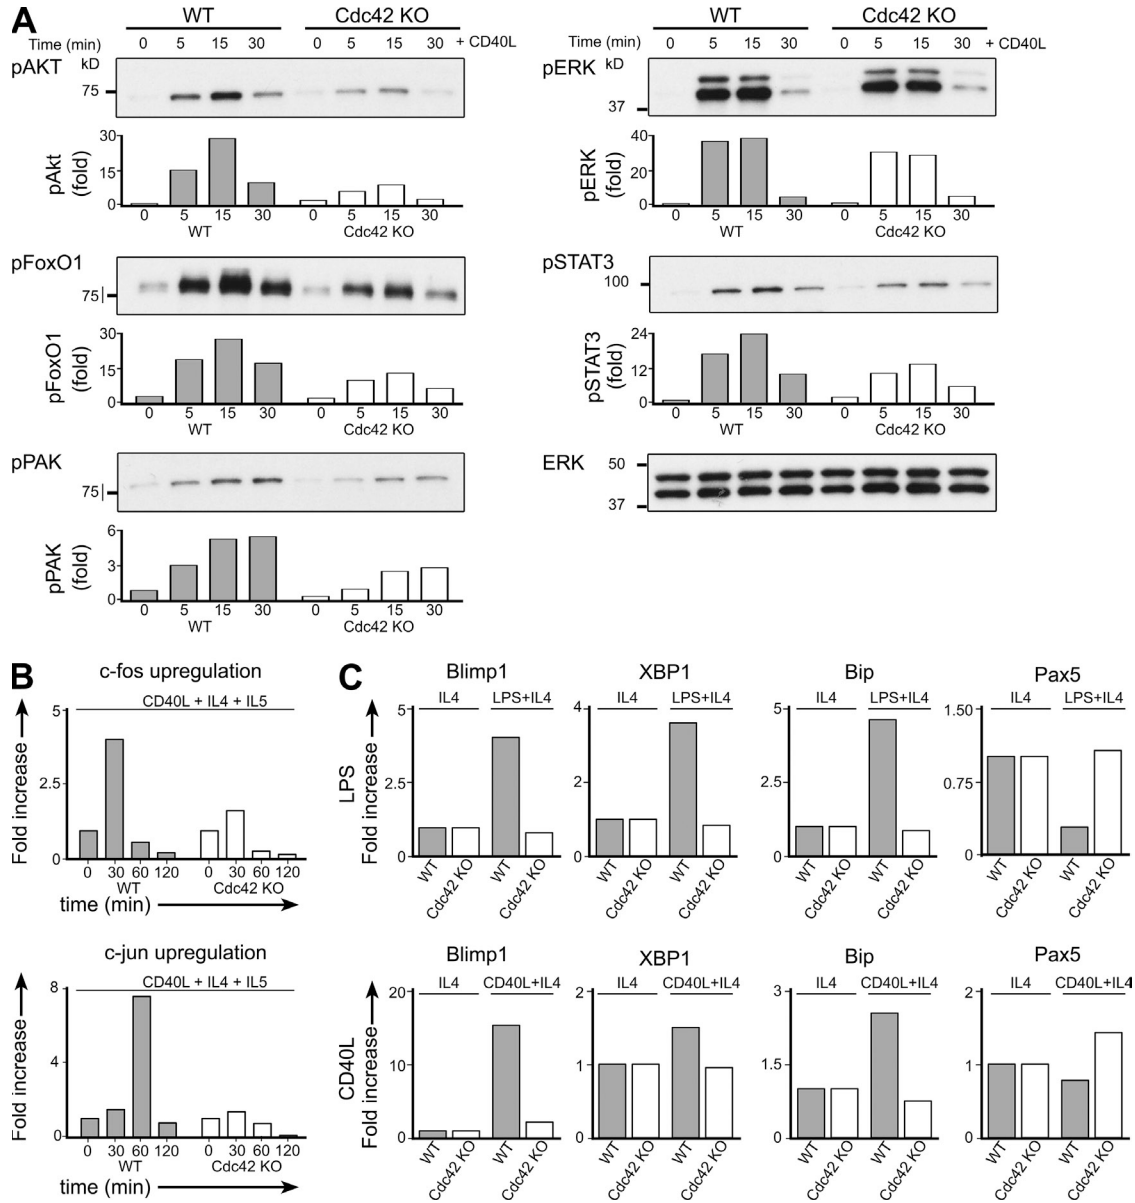 A
WT Cdc42 KO
Time (min) 0 5 15 30 0 5 15 30 + CD40L
pAKT kD
75
30
15
0
pAkt (fold)
0 5 15 30 0 5 15 30
WT Cdc42 KO
pFoxO1
75
30
15
0
pFoxO1 (fold)
0 5 15 30 0 5 15 30
WT Cdc42 KO
pPAK
75
6
3
0
pPAK (fold)
0 5 15 30 0 5 15 30
WT Cdc42 KO
WT Cdc42 KO
Time (min) 0 5 15 30 0 5 15 30 + CD40L
pERK kD
37
40
20
0
pERK (fold)
0 5 15 30 0 5 15 30
WT Cdc42 KO
pSTAT3
100
24
12
0
pSTAT3 (fold)
0 5 15 30 0 5 15 30
WT Cdc42 KO
ERK
50
37
B
c-fos upregulation
CD40L + IL4 + IL5
Fold increase
5
2.5
0
0 30 60 120 0 30 60 120
WT Cdc42 KO
time (min)
c-jun upregulation
CD40L + IL4 + IL5
Fold increase
8
4
0
0 30 60 120 0 30 60 120
WT Cdc42 KO
time (min)
C
LPS
Fold increase
Blimp1
IL4 LPS+IL4
5
2.5
0
WT Cdc42 KO WT Cdc42 KO
XBP1
IL4 LPS+IL4
4
2
0
WT Cdc42 KO WT Cdc42 KO
Bip
IL4 LPS+IL4
5
2.5
0
WT Cdc42 KO WT Cdc42 KO
Pax5
IL4 LPS+IL4
1.50
0.75
0
WT Cdc42 KO WT Cdc42 KO
CD40L
Fold increase
Blimp1
IL4 CD40L+IL4
20
10
0
WT Cdc42 KO WT Cdc42 KO
XBP1
IL4 CD40L+IL4
2
1
0
WT Cdc42 KO WT Cdc42 KO
Bip
IL4 CD40L+IL4
3
1.5
0
WT Cdc42 KO WT Cdc42 KO
Pax5
IL4 CD40L+IL4
2
1
0
WT Cdc42 KO WT Cdc42 KO